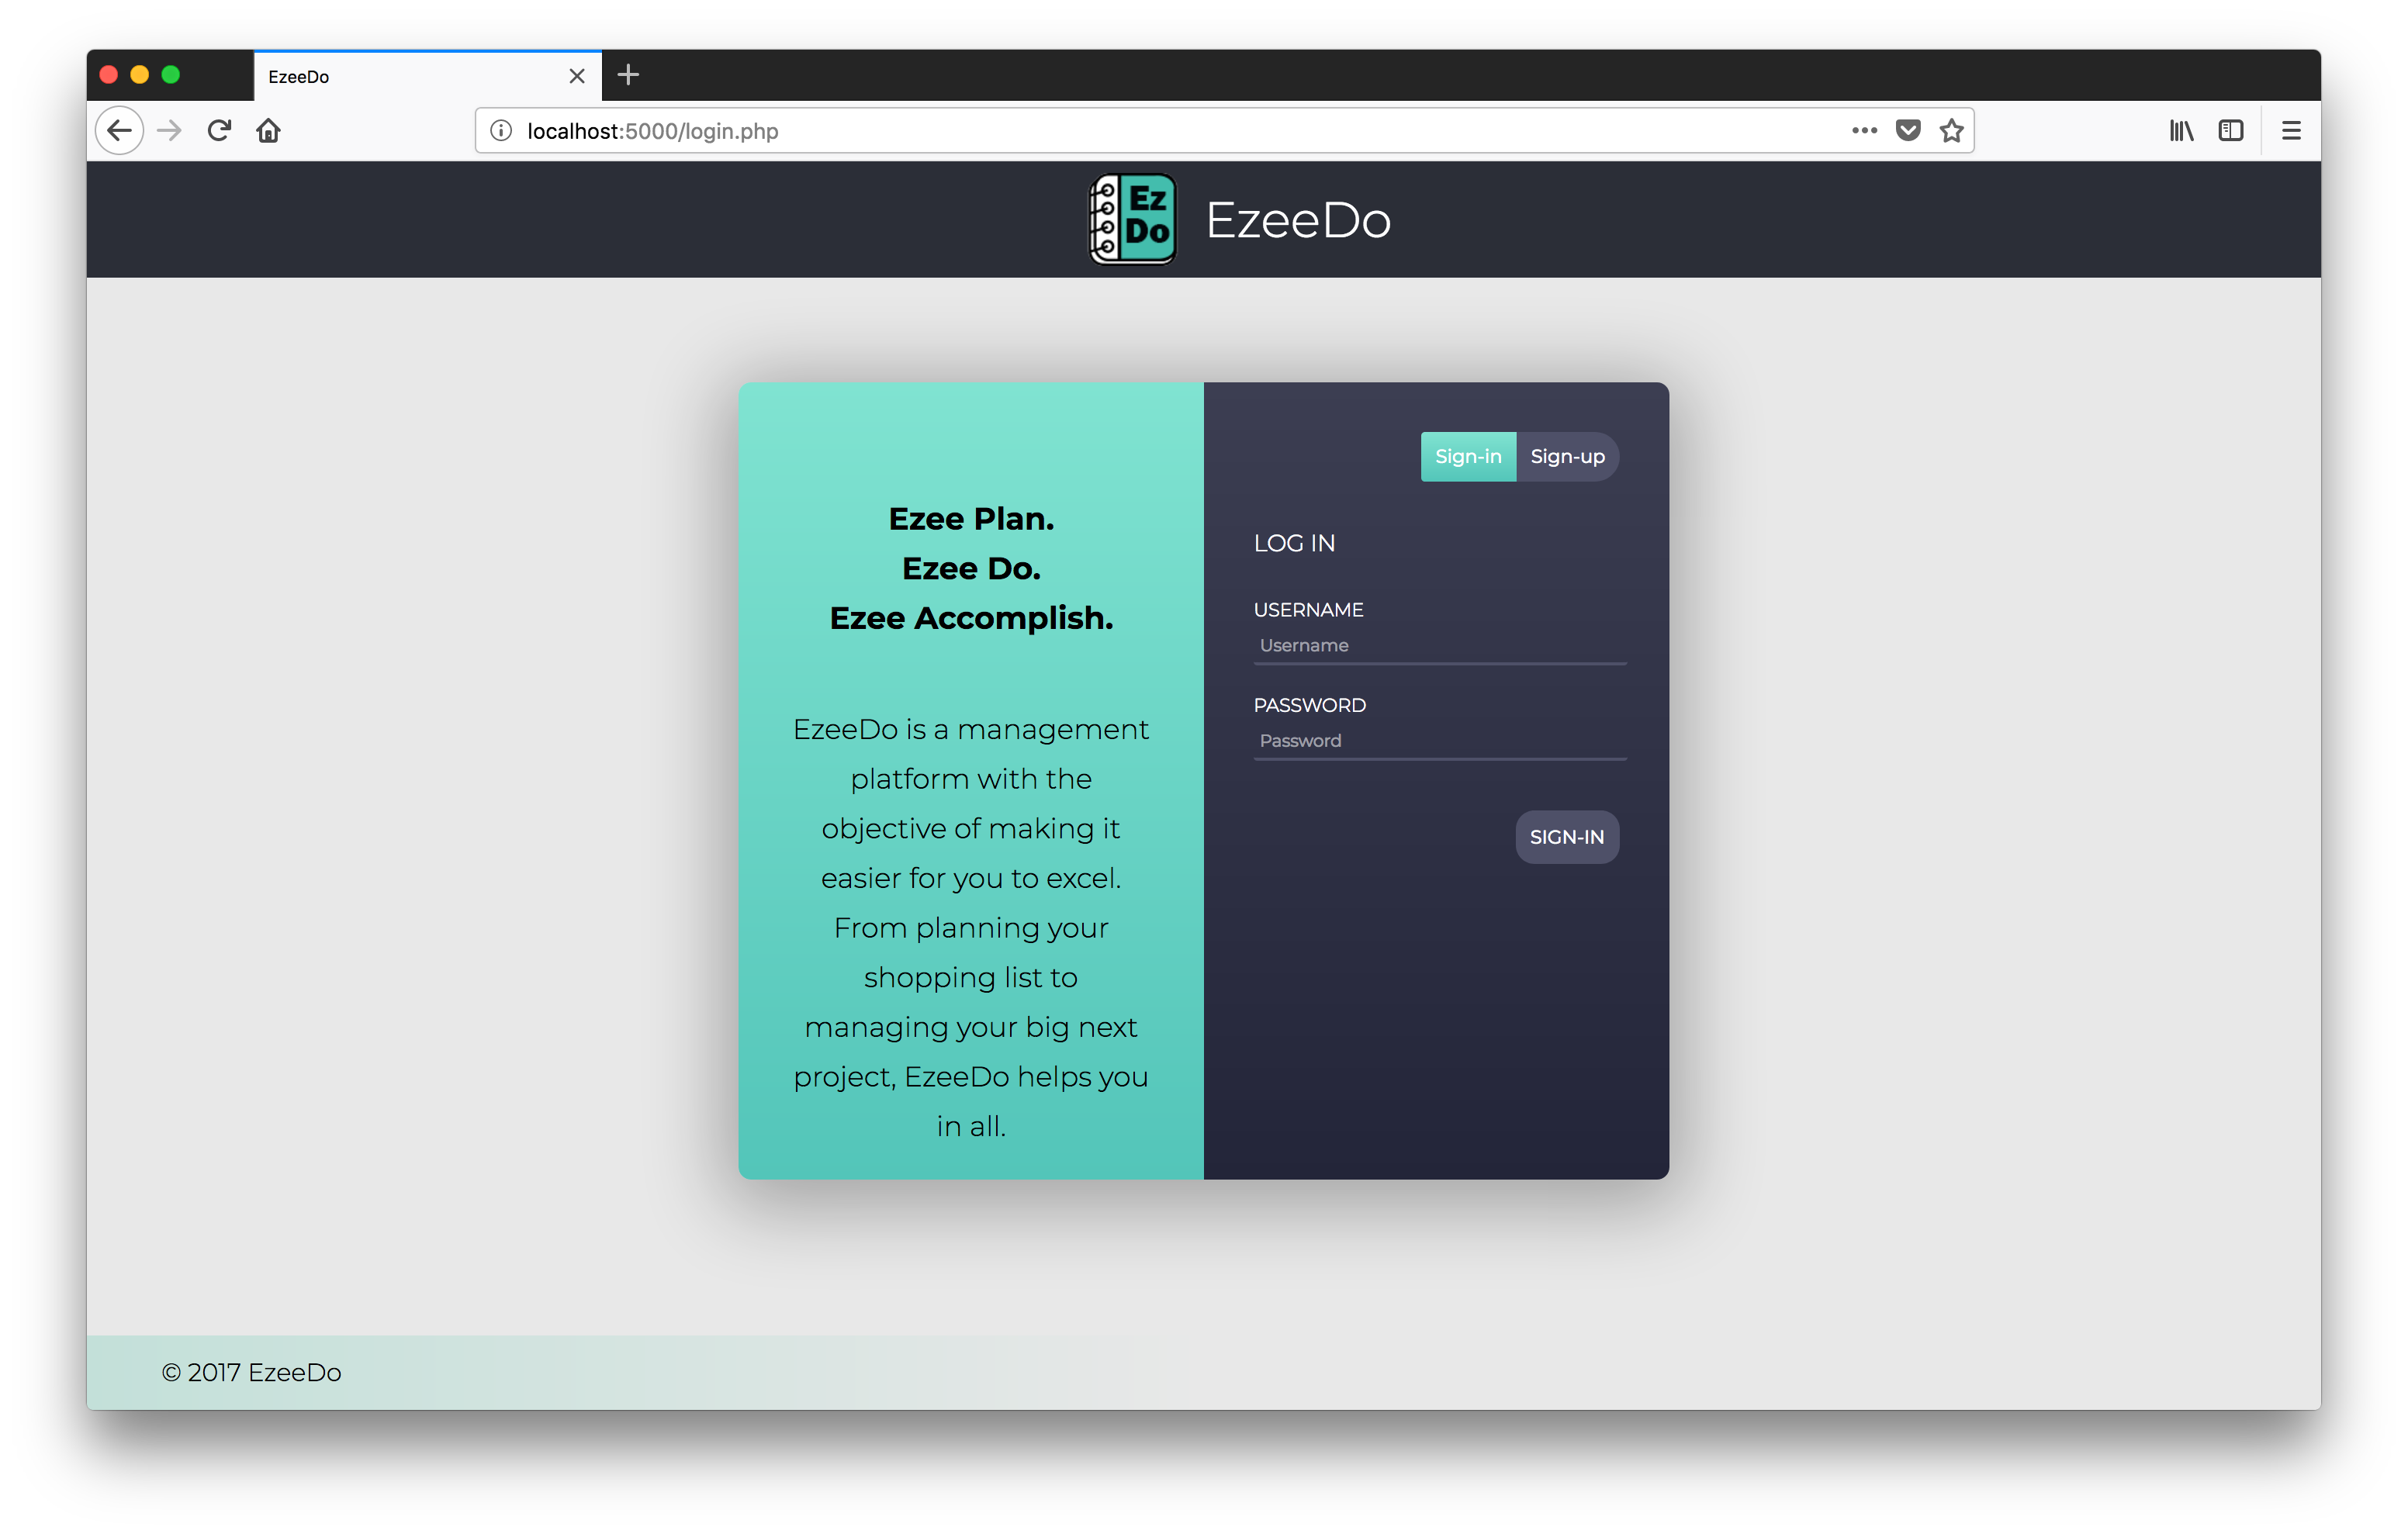 EzeeDo
localhost:5000/login.php
Ez
Do
EzeeDo
Ezee Plan.
Ezee Do.
Ezee Accomplish.
EzeeDo is a management
platform with the
objective of making it
easier for you to excel.
From planning your
shopping list to
managing your big next
project, EzeeDo helps you
in all.
Sign-in Sign-up
LOG IN
USERNAME
Username
PASSWORD
Password
SIGN-IN
© 2017 EzeeDo